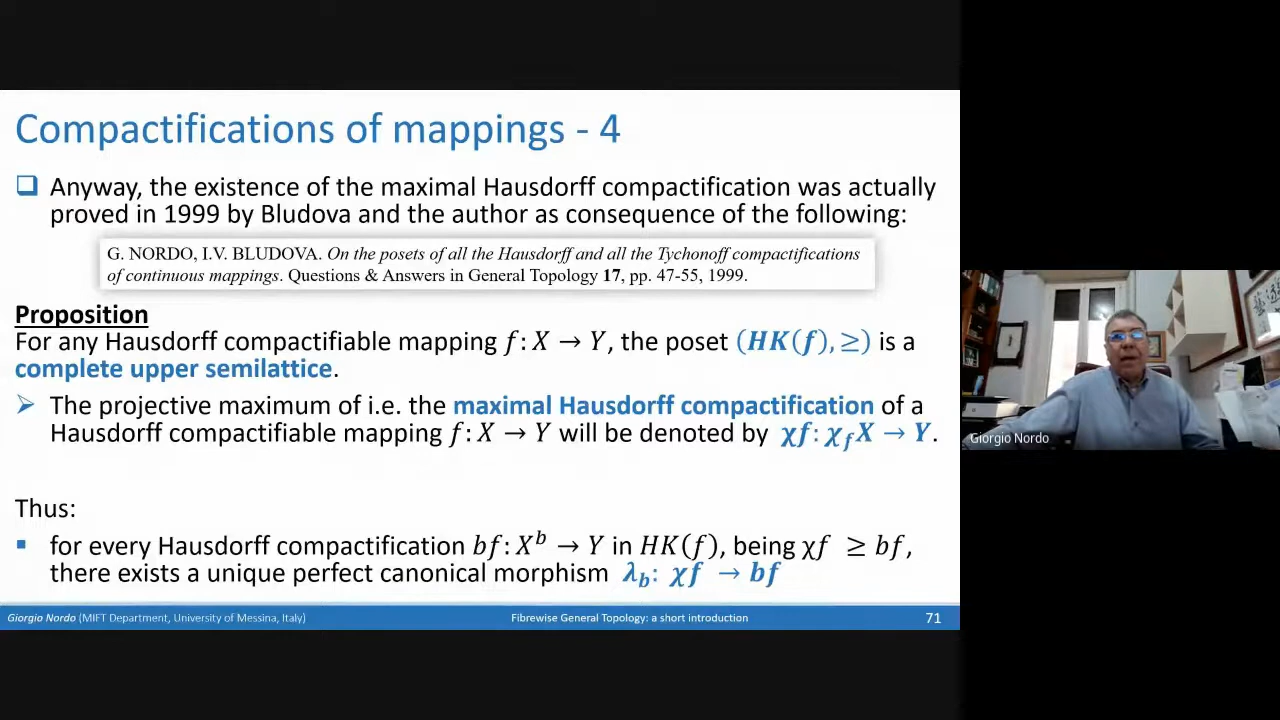 Compactifications of mappings - 4
Anyway, the existence of the maximal Hausdorff compactification was actually
proved in 1999 by Bludova and the author as consequence of the following:
G. NORDO, I.V. BLUDOVA. On the posets of all the Hausdorff and all the Tychonoff compactifications
of continuous mappings. Questions & Answers in General Topology 17, pp. 47-55, 1999.
Proposition
For any Hausdorff compactifiable mapping f: X → Y, the poset (HK(f), ≥) is a
complete upper semilattice.
The projective maximum of i.e. the maximal Hausdorff compactification of a
Hausdorff compactifiable mapping f: X → Y will be denoted by χf: χ_f X → Y.
Thus:
for every Hausdorff compactification bf: X^b → Y in HK(f), being χf ≥ bf,
there exists a unique perfect canonical morphism λ_b: χf → bf
Giorgio Nordo (MIFT Department, University of Messina, Italy)
Fibrewise General Topology: a short introduction
71
Giorgio Nordo